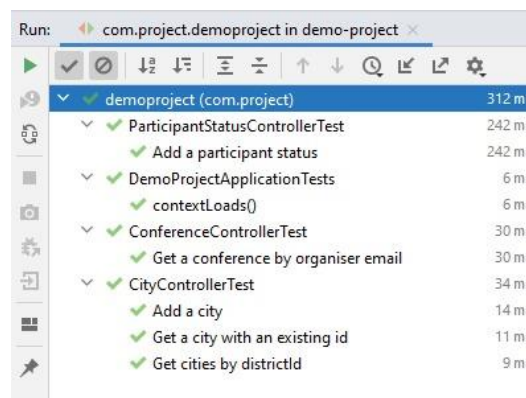 Run: com.project.demoproject in demo-project
demoproject (com.project) 312 m
ParticipantStatusControllerTest 242 m
Add a participant status 242 m
DemoProjectApplicationTests 6 m
contextLoads() 6 m
ConferenceControllerTest 30 m
Get a conference by organiser email 30 m
CityControllerTest 34 m
Add a city 14 m
Get a city with an existing id 11 m
Get cities by districtId 9 m